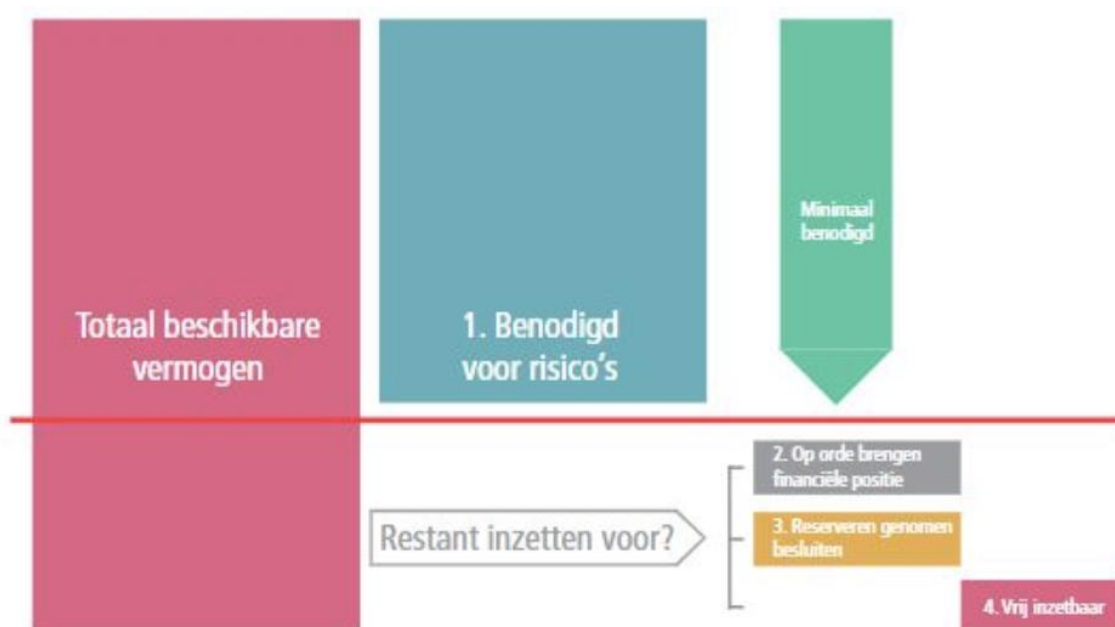 Totaal beschikbare
vermogen
1. Benodigd
voor risico's
Minimaal
benodigd
Restant inzetten voor?
2. Op orde brengen
financiële positie
3. Reserveren genomen
besluiten
4. Vrij inzetbaar